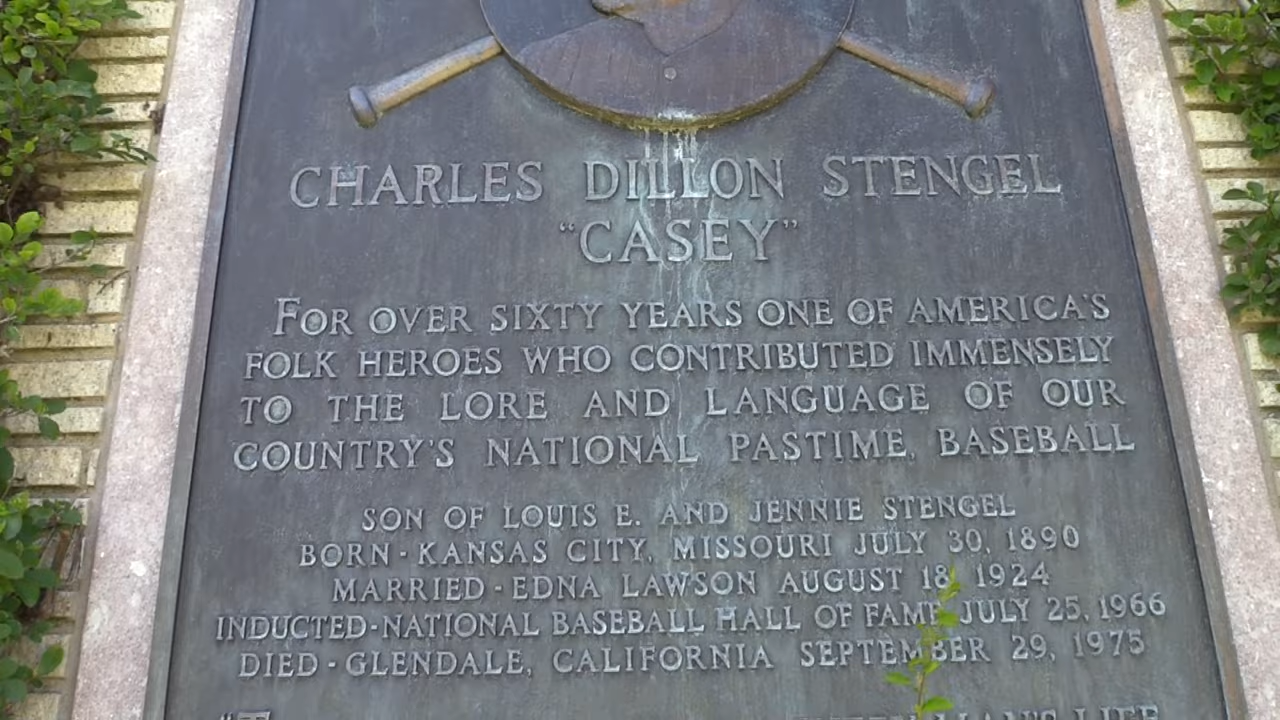 CHARLES DILLON STENGEL
"CASEY"
FOR OVER SIXTY YEARS ONE OF AMERICA'S
FOLK HEROES WHO CONTRIBUTED IMMENSELY
TO THE LORE AND LANGUAGE OF OUR
COUNTRY'S NATIONAL PASTIME, BASEBALL
SON OF LOUIS E. AND JENNIE STENGEL
BORN - KANSAS CITY, MISSOURI JULY 30, 1890
MARRIED - EDNA LAWSON AUGUST 18, 1924
INDUCTED - NATIONAL BASEBALL HALL OF FAME JULY 25, 1966
DIED - GLENDALE, CALIFORNIA SEPTEMBER 29, 1975
MAN'S LIFE